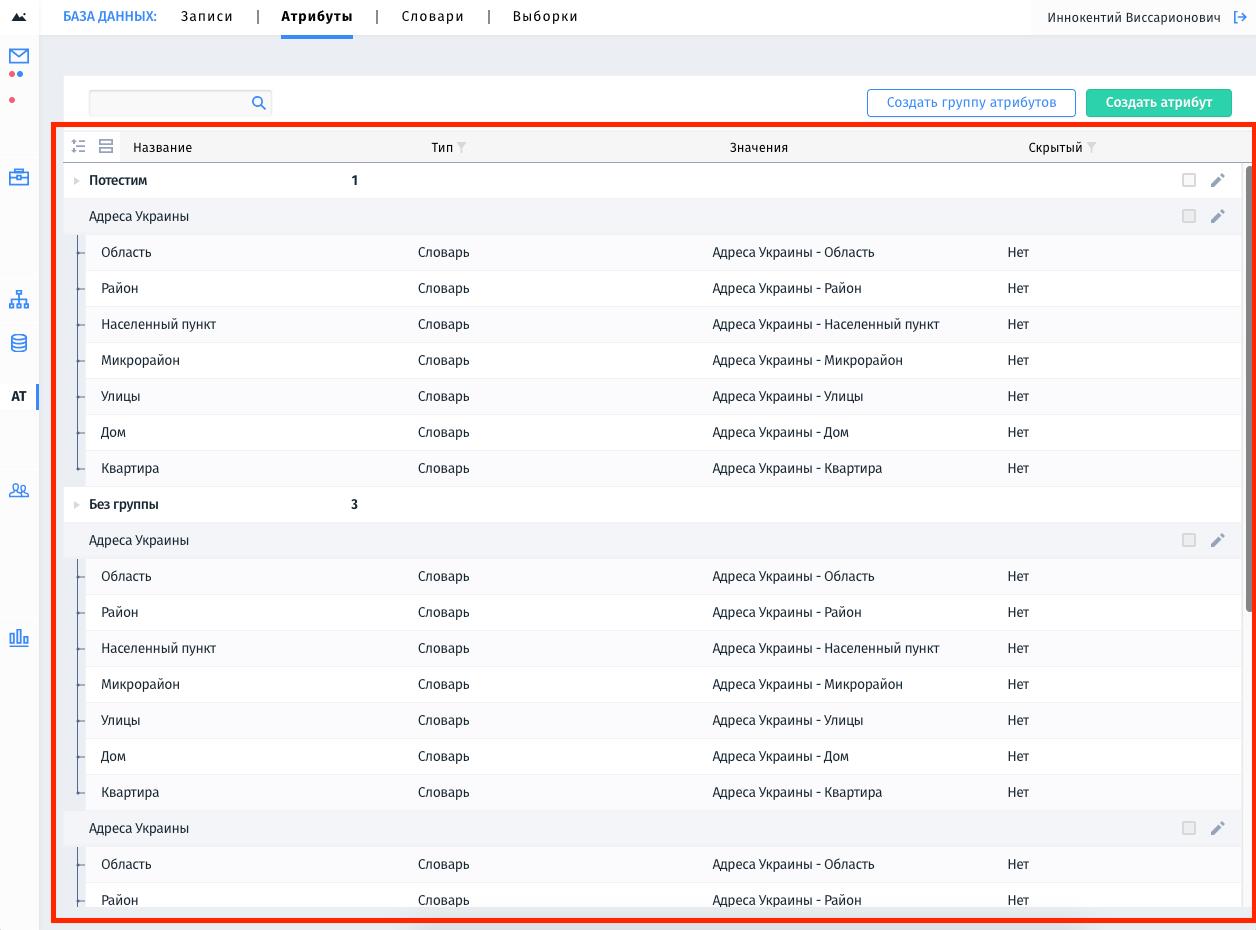 БАЗА ДАННЫХ: Записи | Атрибуты | Словари | Выборки Иннокентий Виссарионович
Создать группу атрибутов Создать атрибут
Название Тип Значения Скрытый
Потестим 1
Адреса Украины
Область Словарь Адреса Украины - Область Нет
Район Словарь Адреса Украины - Район Нет
Населенный пункт Словарь Адреса Украины - Населенный пункт Нет
Микрорайон Словарь Адреса Украины - Микрорайон Нет
АТ
Улицы Словарь Адреса Украины - Улицы Нет
Дом Словарь Адреса Украины - Дом Нет
Квартира Словарь Адреса Украины - Квартира Нет
Без группы 3
Адреса Украины
Область Словарь Адреса Украины - Область Нет
Район Словарь Адреса Украины - Район Нет
Населенный пункт Словарь Адреса Украины - Населенный пункт Нет
Микрорайон Словарь Адреса Украины - Микрорайон Нет
Улицы Словарь Адреса Украины - Улицы Нет
Дом Словарь Адреса Украины - Дом Нет
Квартира Словарь Адреса Украины - Квартира Нет
Адреса Украины
Область Словарь Адреса Украины - Область Нет
Район Словарь Адреса Украины - Район Нет